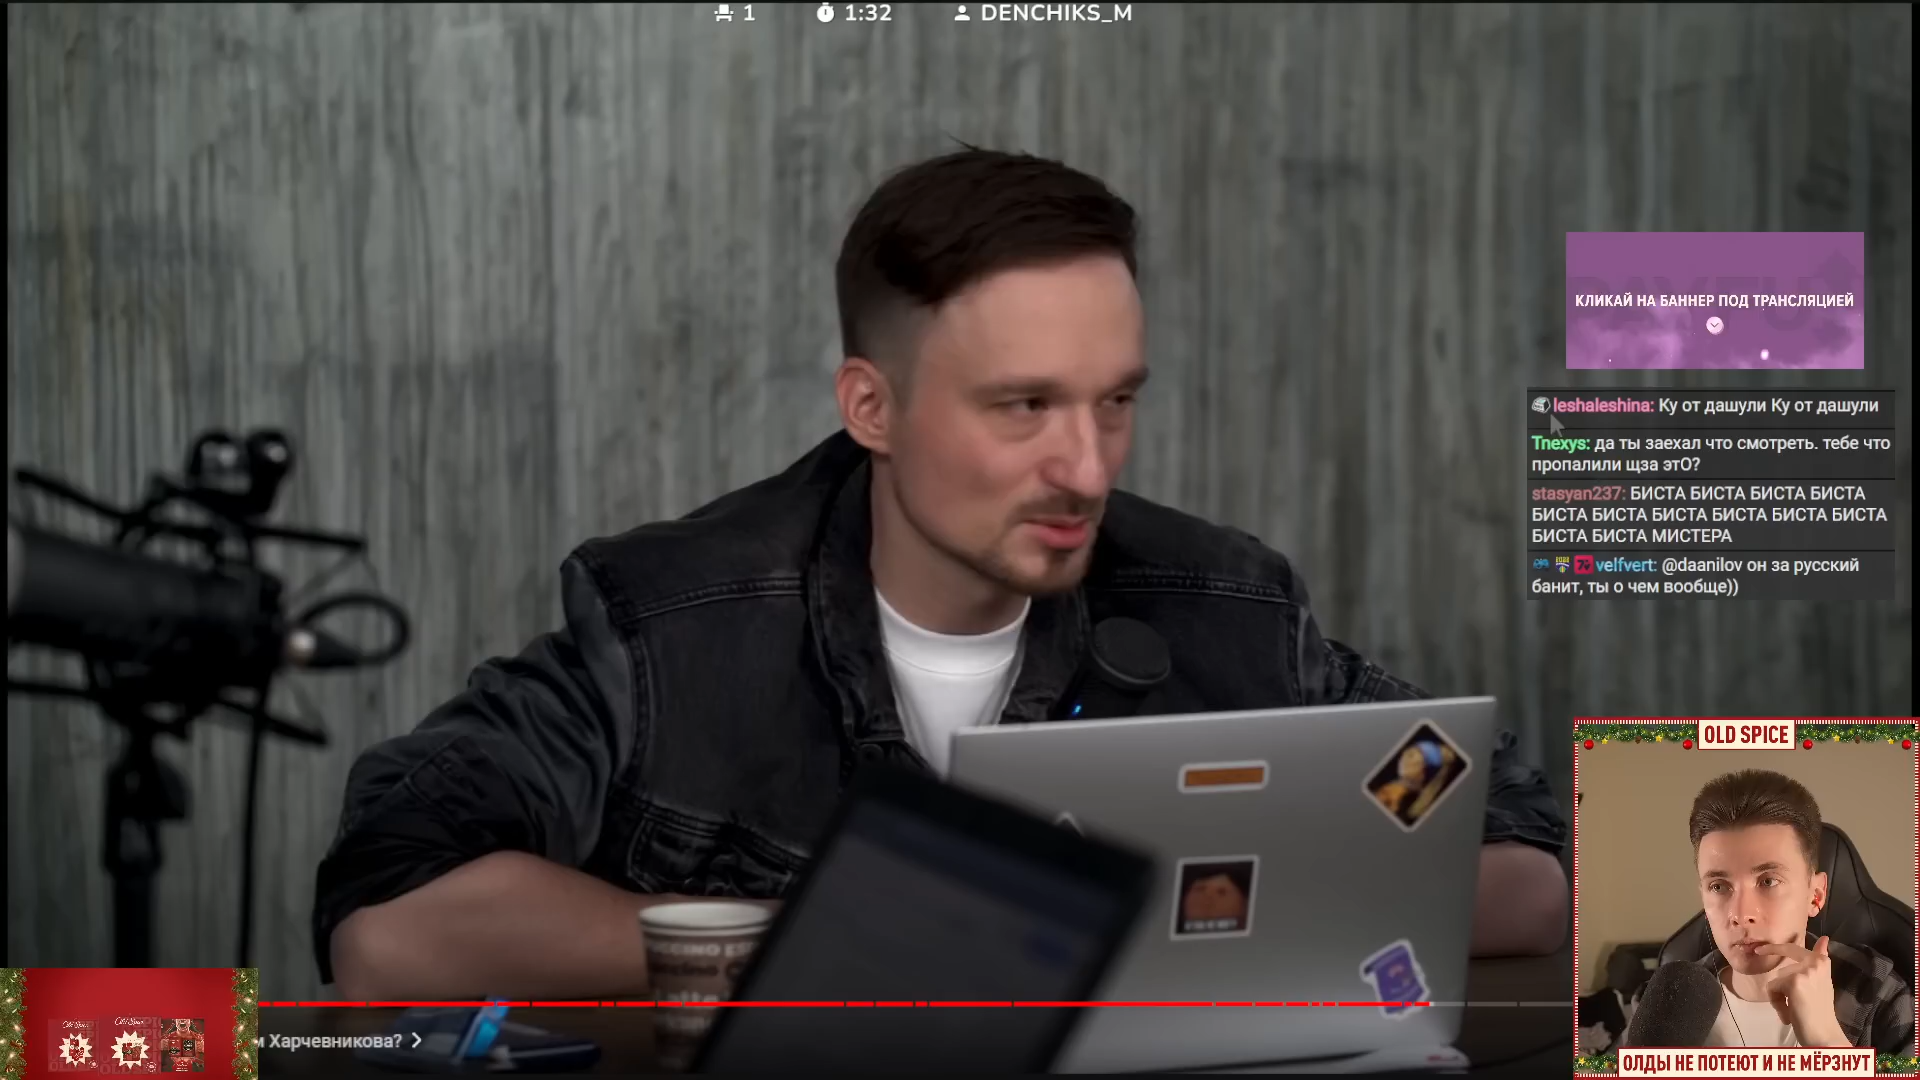 1 1:32 DENCHIKS_M
КЛИКАЙ НА БАННЕР ПОД ТРАНСЛЯЦИЕЙ
leshaleshina: Ку от дашули Ку от дашули
Tnexys: да ты заехал что смотреть. тебе что
пропалили щза этО?
stasyan237: БИСТА БИСТА БИСТА БИСТА
БИСТА БИСТА БИСТА БИСТА БИСТА БИСТА
БИСТА БИСТА МИСТЕРА
velfvert: @daanilov он за русский
банит, ты о чем вообще))
OLD SPICE
м Харчевникова?
ОЛДЫ НЕ ПОТЕЮТ И НЕ МЁРЗНУТ